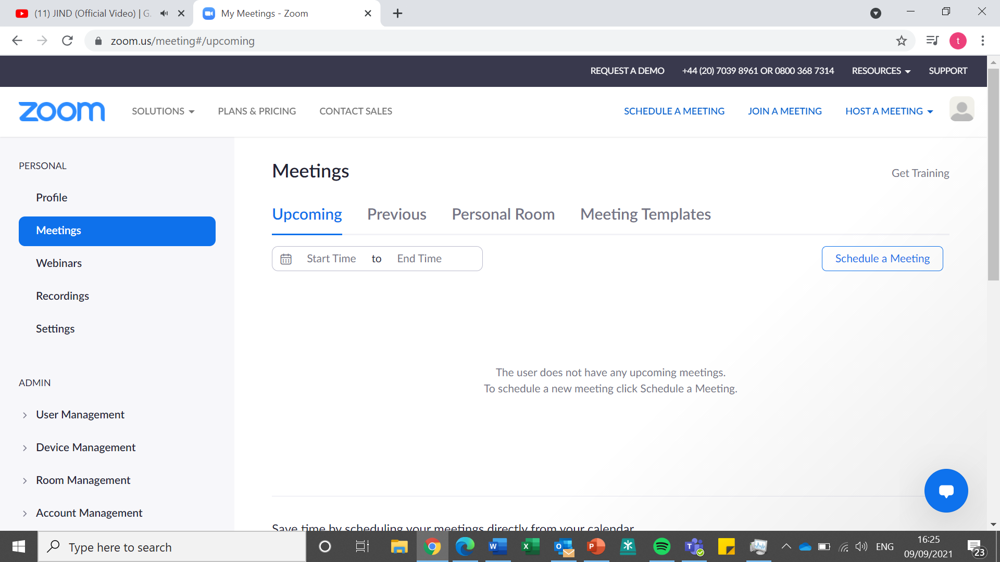 (11) JIND (Official Video) | G.
My Meetings - Zoom
zoom.us/meeting#/upcoming
t
REQUEST A DEMO
+44 (20) 7039 8961 OR 0800 368 7314
RESOURCES
SUPPORT
zoom
SOLUTIONS
PLANS & PRICING
CONTACT SALES
SCHEDULE A MEETING
JOIN A MEETING
HOST A MEETING
PERSONAL
Profile
Meetings
Webinars
Recordings
Settings
ADMIN
User Management
Device Management
Room Management
Account Management
Meetings
Get Training
Upcoming
Previous
Personal Room
Meeting Templates
Start Time to End Time
Schedule a Meeting
The user does not have any upcoming meetings.
To schedule a new meeting click Schedule a Meeting.
Save time by scheduling your meetings directly from your calendar
Type here to search
ENG
16:25
09/09/2021
23